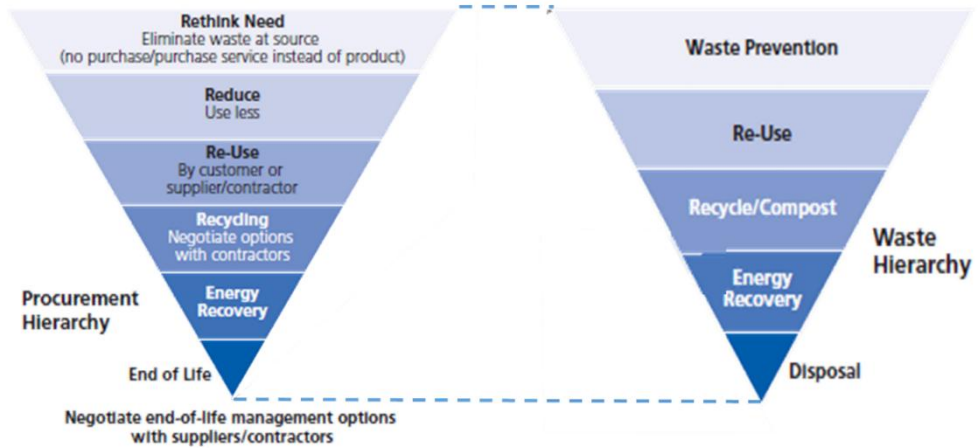 Rethink Need
Eliminate waste at source
(no purchase/purchase service instead of product)
Reduce
Use less
Re-Use
By customer or
supplier/contractor
Recycling
Negotiate options
with contractors
Energy
Recovery
Procurement
Hierarchy
End of Life
Negotiate end-of-life management options
with suppliers/contractors
Waste Prevention
Re-Use
Recycle/Compost
Waste
Hierarchy
Energy
Recovery
Disposal